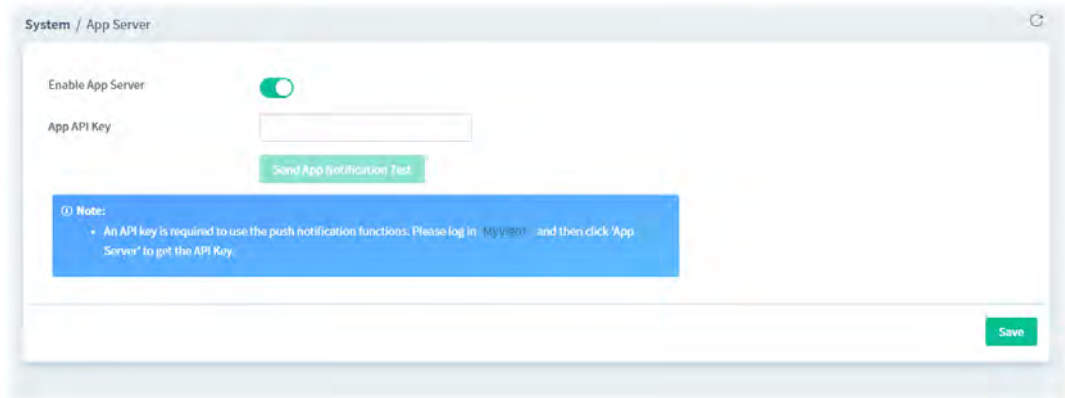 System / App Server
Enable App Server
App API Key
Send App Notification Test
Note:
• An API key is required to use the push notification functions. Please log in MyVigor and then click 'App
Server' to get the API Key.
Save